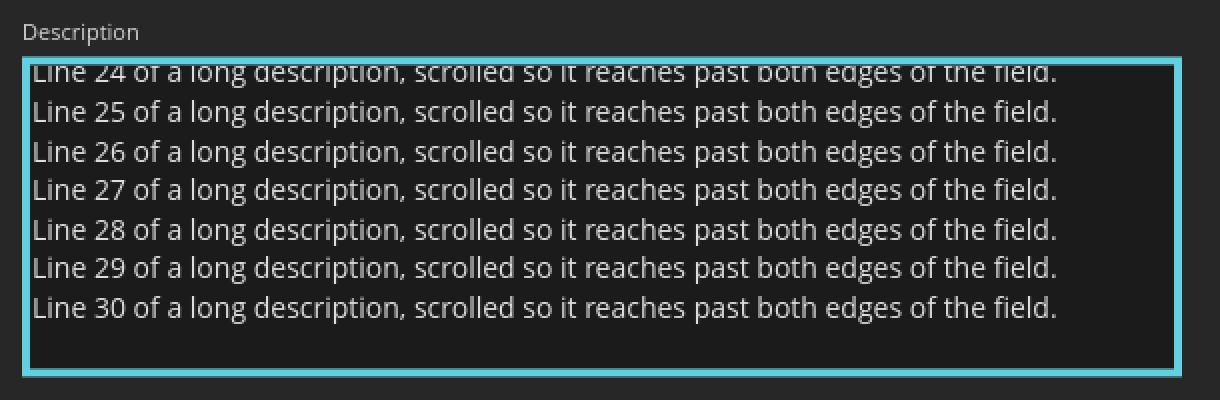 Description
Line 24 of a long description, scrolled so it reaches past both edges of the field.
Line 25 of a long description, scrolled so it reaches past both edges of the field.
Line 26 of a long description, scrolled so it reaches past both edges of the field.
Line 27 of a long description, scrolled so it reaches past both edges of the field.
Line 28 of a long description, scrolled so it reaches past both edges of the field.
Line 29 of a long description, scrolled so it reaches past both edges of the field.
Line 30 of a long description, scrolled so it reaches past both edges of the field.